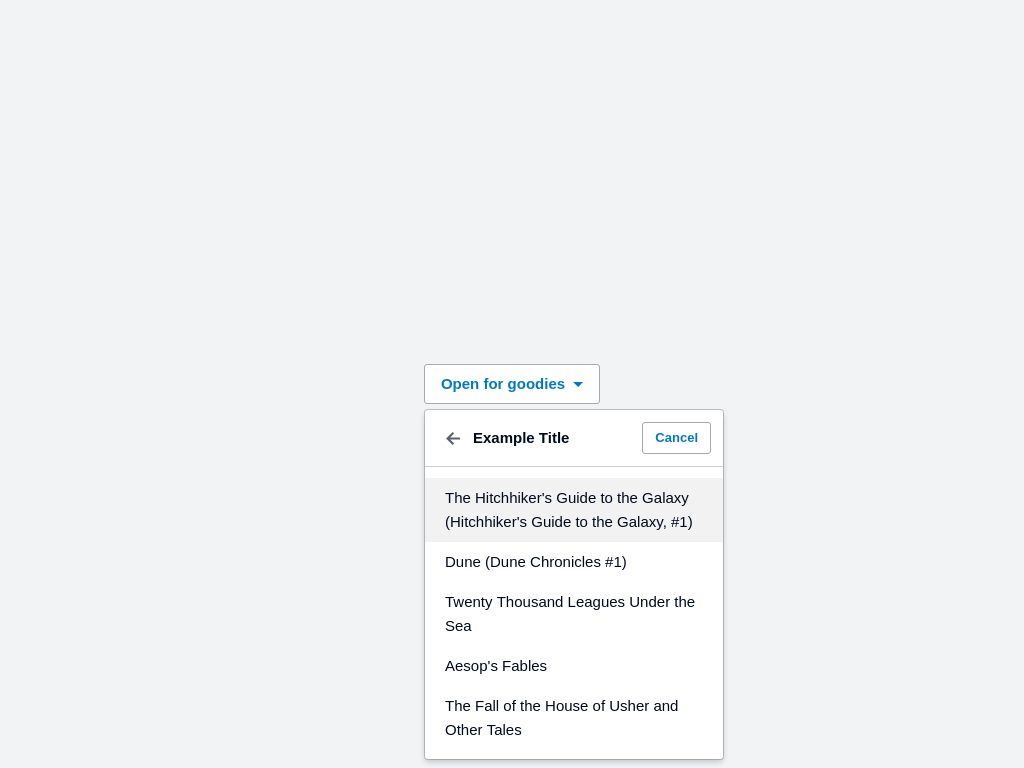 Open for goodies
Example Title
Cancel
The Hitchhiker's Guide to the Galaxy
(Hitchhiker's Guide to the Galaxy, #1)
Dune (Dune Chronicles #1)
Twenty Thousand Leagues Under the
Sea
Aesop's Fables
The Fall of the House of Usher and
Other Tales